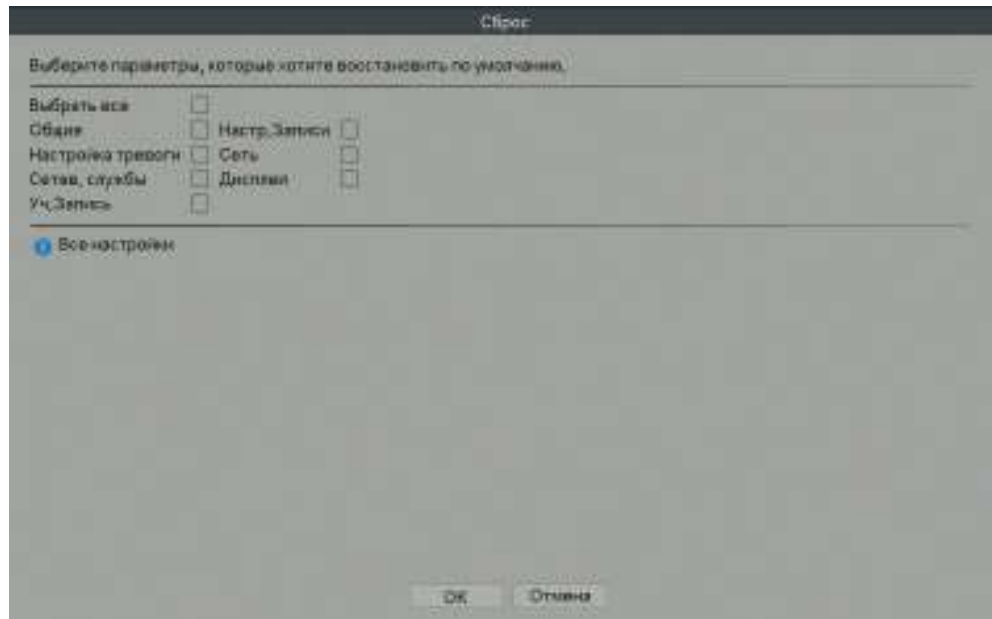 Сброс
Выберите параметры, которые хотите восстановить по умолчанию.
Выбрать все
Общие Настр.Записи
Настройка тревоги Сеть
Сетев. службы Дисплей
Уч.Запись
Все настройки
OK Отмена